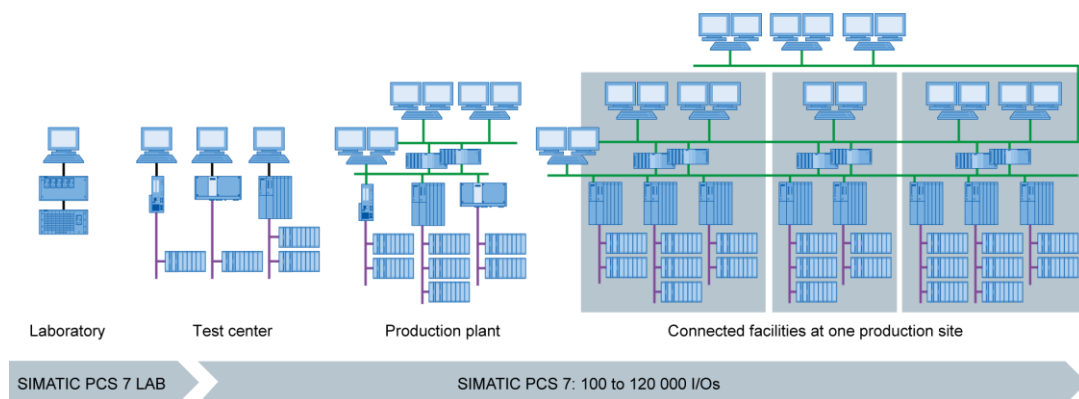 Laboratory
Test center
Production plant
Connected facilities at one production site
SIMATIC PCS 7 LAB
SIMATIC PCS 7: 100 to 120 000 I/Os